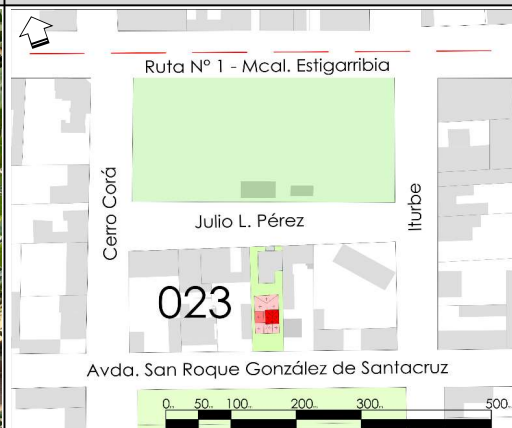 Ruta N° 1 - Mcal. Estigarribia
Cerro Corá
Iturbe
Julio L. Pérez
023
Avda. San Roque González de Santacruz
0.. 50.. 100.. 200.. 300.. 500..